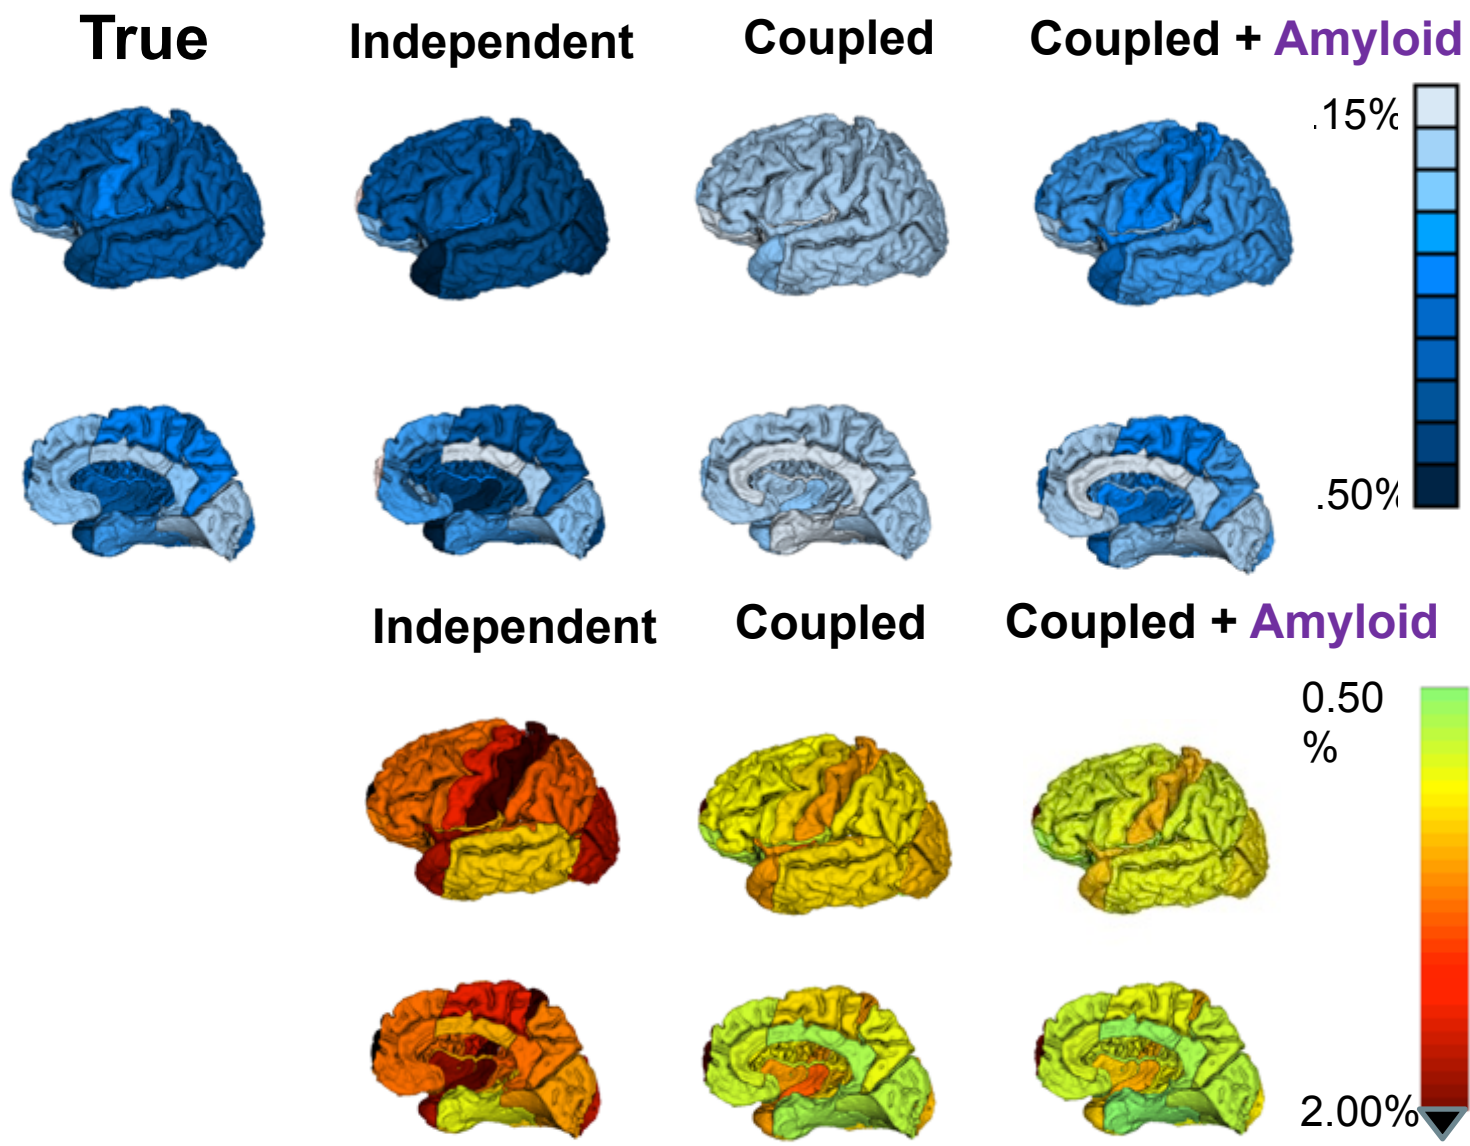 True
Independent
Coupled
Coupled + Amyloid
.15%
.50%
Independent
Coupled
Coupled + Amyloid
0.50
%
2.00%